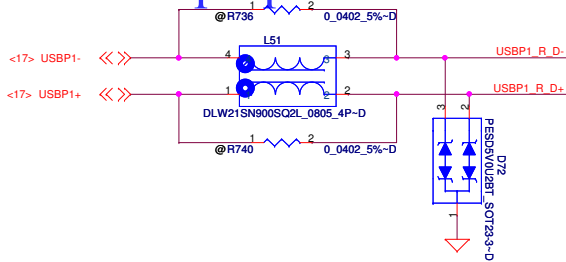 1 2
@R736 0_0402_5%~D
L51
<17> USBP1- 4 3 3 USBP1_R_D-
<17> USBP1+ 1 2 2 USBP1_R_D+
DLW21SN900SQ2L_0805_4P~D
1 2
@R740 0_0402_5%~D
3 2
D72
PESD5V0U2BT_SOT23-3~D
1